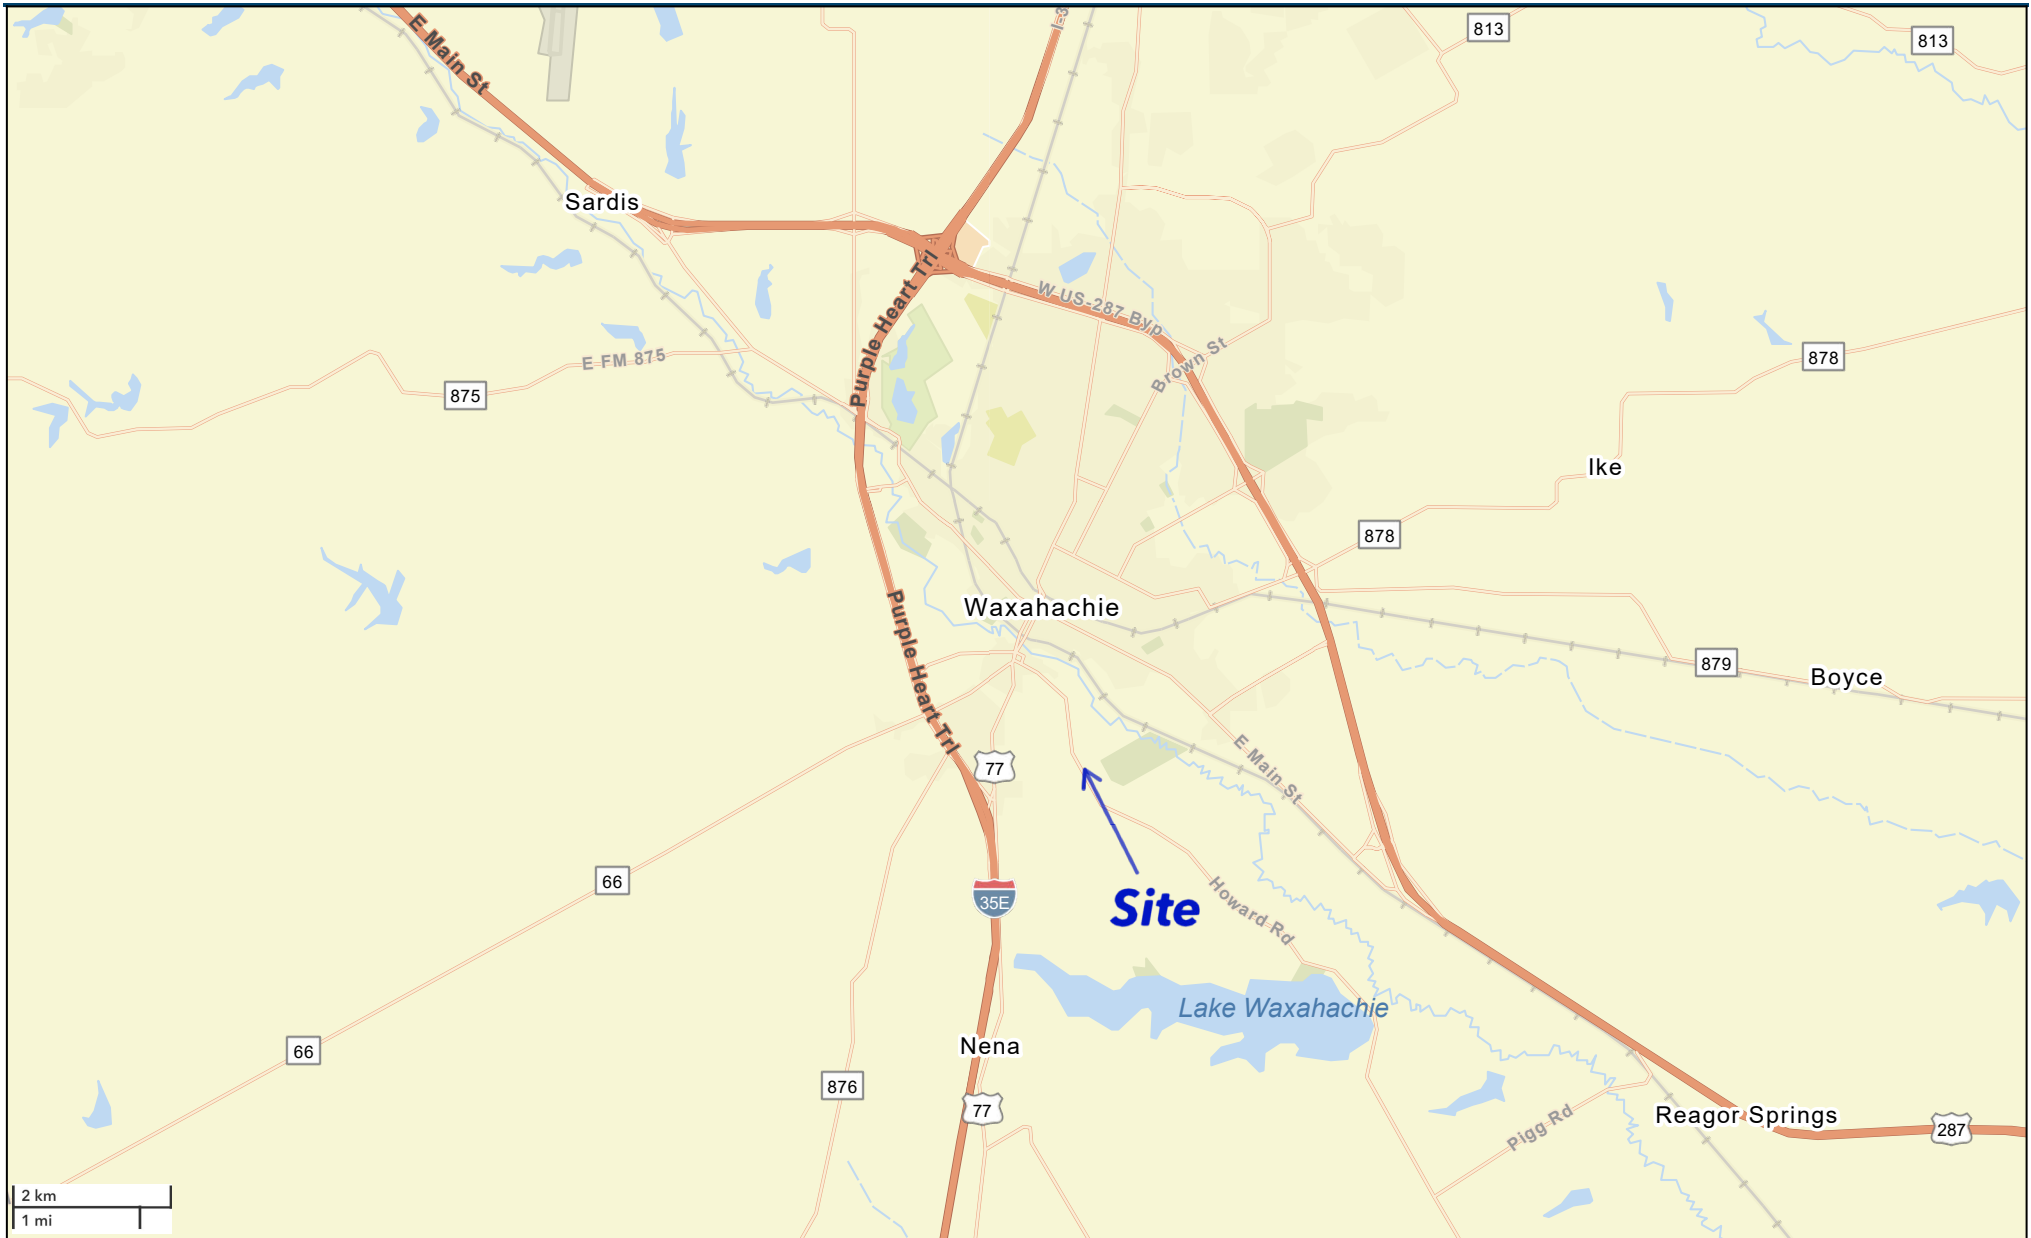 813
813
E Main St
I-3
Sardis
Purple Heart Trl
W US-287 Byp
Brown St
878
E FM 875
875
Ike
878
Waxahachie
Purple Heart Trl
879
Boyce
77
E Main St
66
35E
Site
Howard Rd
Lake Waxahachie
Nena
66
876
77
Pigg Rd
Reagor Springs
287
2 km
1 mi